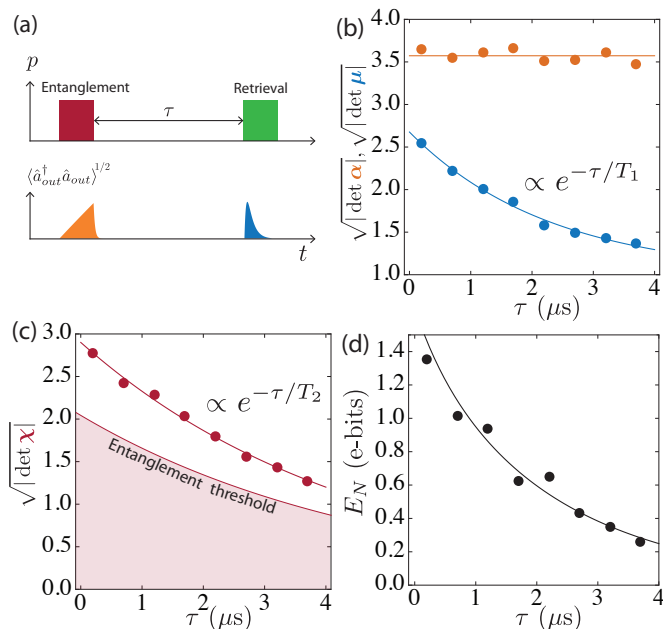 (a)
p
Entanglement
Retrieval
τ
⟨â†out âout⟩1/2
t
(b)
√|det α|, √|det μ|
4.0
3.5
3.0
2.5
2.0
1.5
1.0
∝ e−τ/T1
0 1 2 3 4
τ (μs)
(c)
√|det χ|
3.0
2.5
2.0
1.5
1.0
0.5
0.0
∝ e−τ/T2
Entanglement threshold
0 1 2 3 4
τ (μs)
(d)
EN (e-bits)
1.4
1.2
1.0
0.8
0.6
0.4
0.2
0.0
0 1 2 3 4
τ (μs)